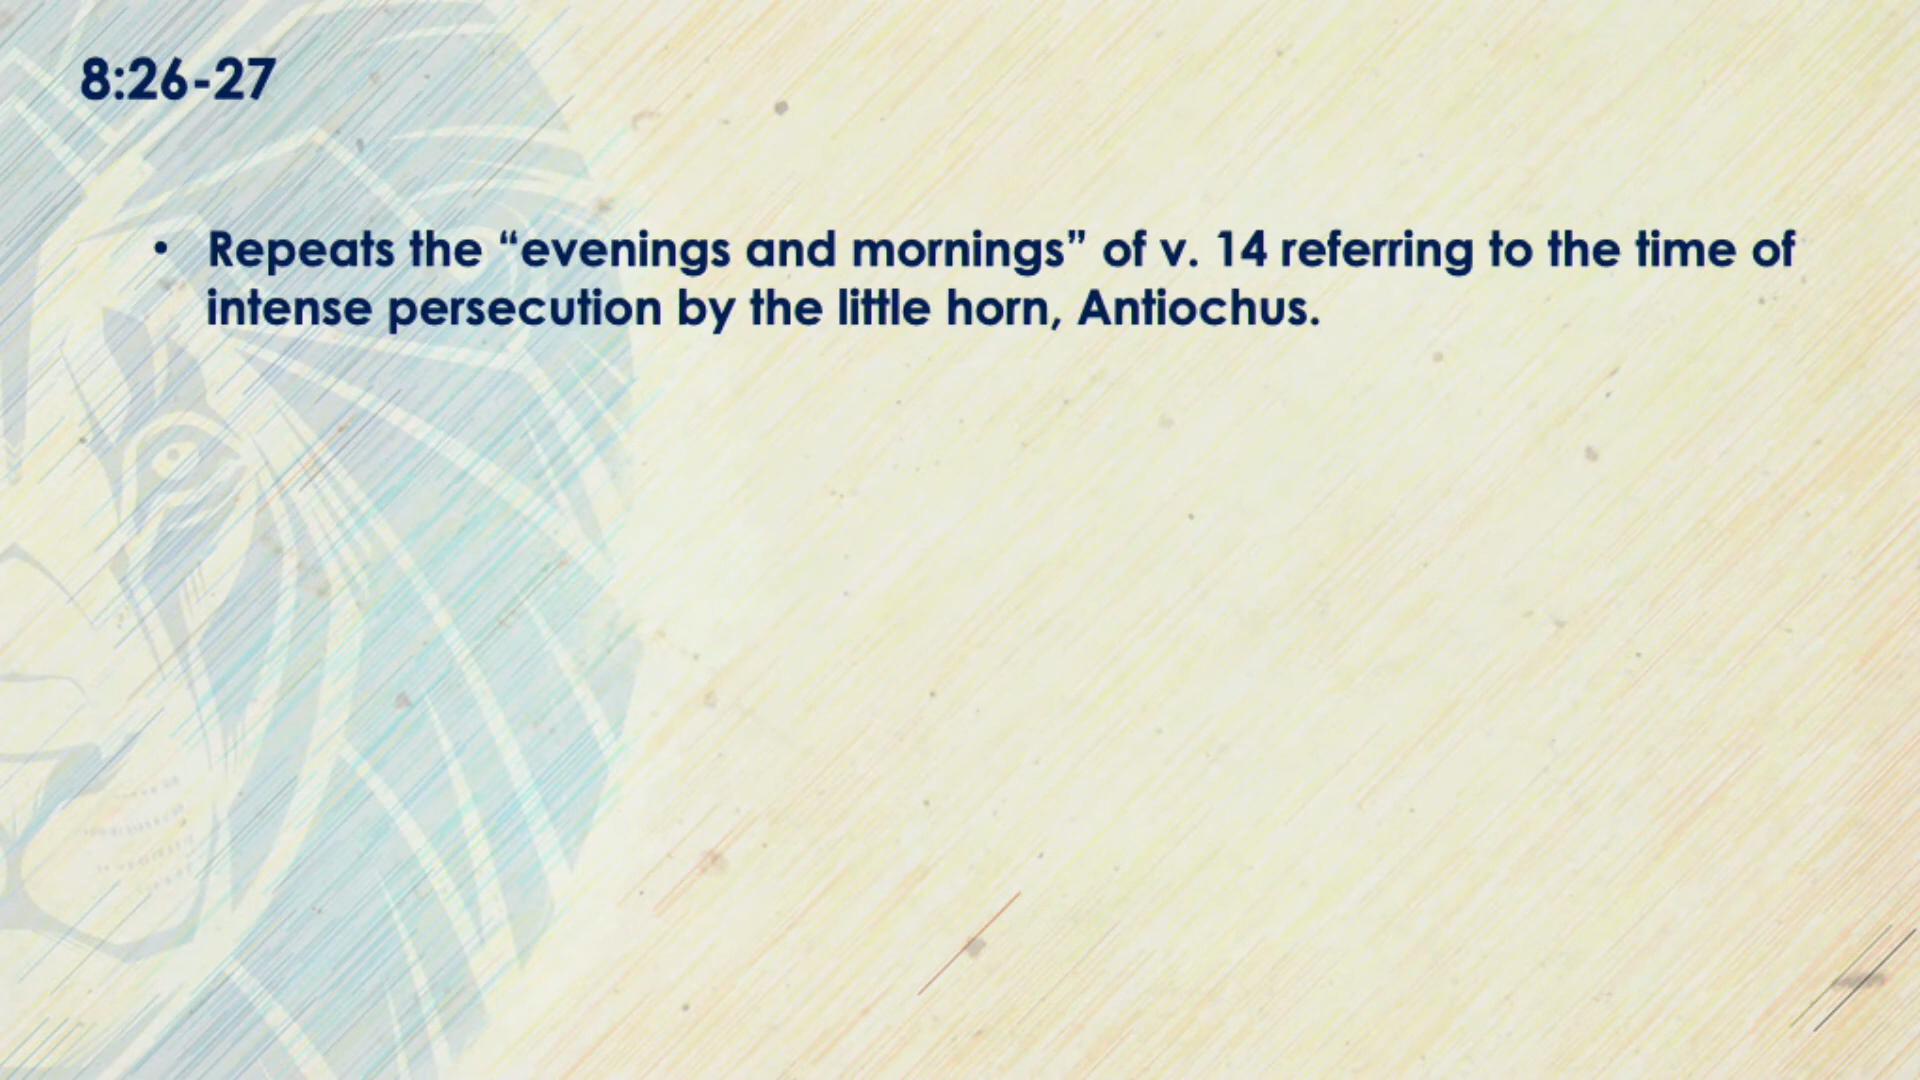 8:26-27
• Repeats the “evenings and mornings” of v. 14 referring to the time of
intense persecution by the little horn, Antiochus.